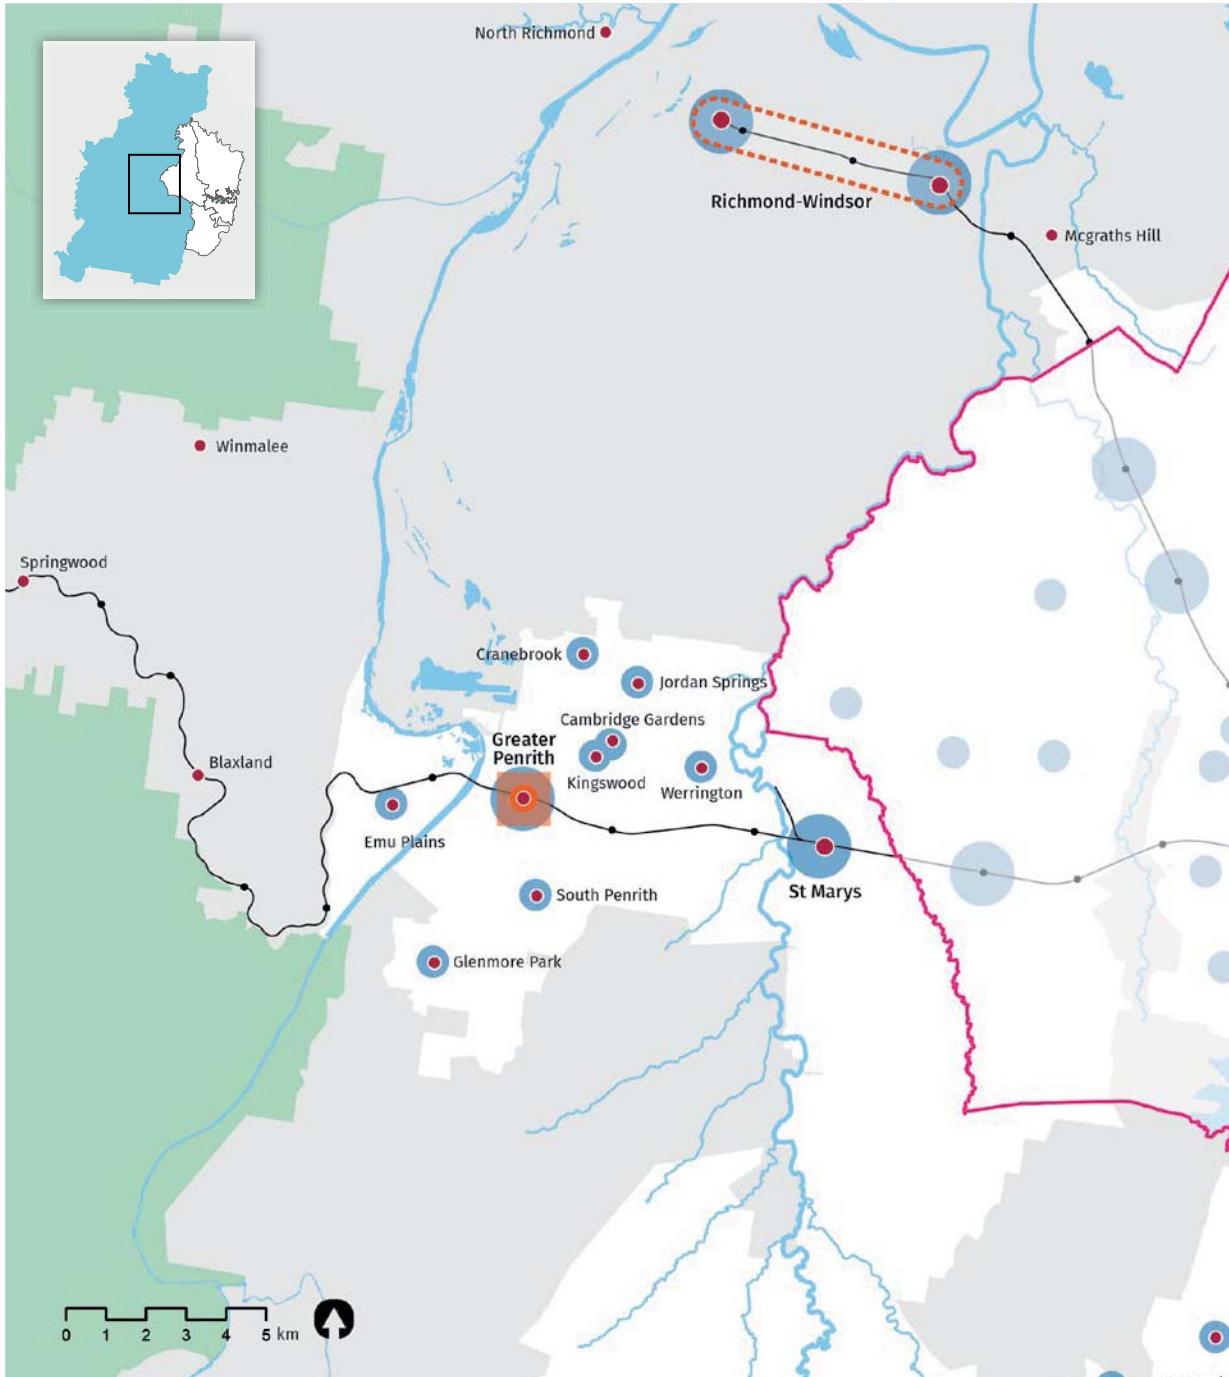 North Richmond
Richmond-Windsor
Mcgraths Hill
Winmalee
Springwood
Cranebrook
Jordan Springs
Cambridge Gardens
Greater
Penrith
Kingswood
Blaxland
Werrington
Emu Plains
St Marys
South Penrith
Glenmore Park
0 1 2 3 4 5 km